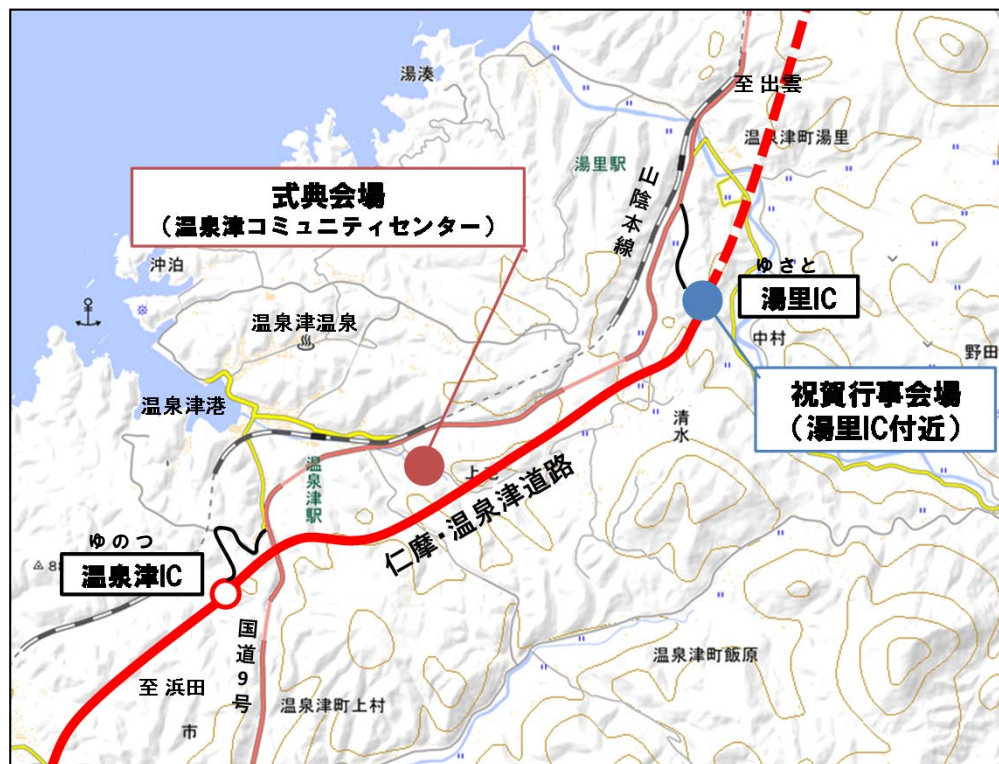 湯湊
至 出雲
温泉津町湯里
湯里駅
山陰本線
式典会場
（温泉津コミュニティセンター）
沖泊
ゆさと
湯里IC
温泉津温泉
中村
野田
温泉津港
祝賀行事会場
（湯里IC付近）
清水
温泉津駅
仁摩・温泉津道路
ゆのつ
温泉津IC
国道9号
温泉津町飯原
至 浜田
市
温泉津町上村